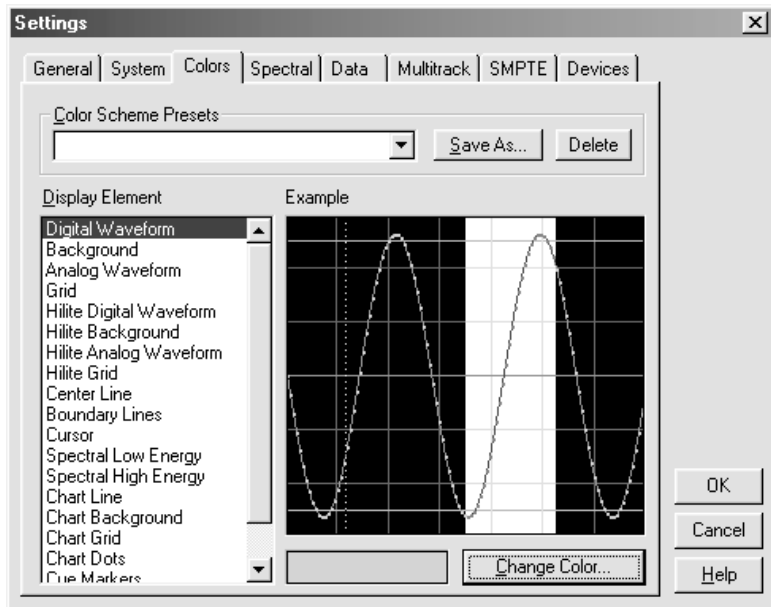 Settings
General System Colors Spectral Data Multitrack SMPTE Devices
Color Scheme Presets
Save As... Delete
Display Element Example
Digital Waveform
Background
Analog Waveform
Grid
Hilite Digital Waveform
Hilite Background
Hilite Analog Waveform
Hilite Grid
Center Line
Boundary Lines
Cursor
Spectral Low Energy
Spectral High Energy
Chart Line
Chart Background
Chart Grid
Chart Dots
Cue Markers
Change Color...
OK
Cancel
Help